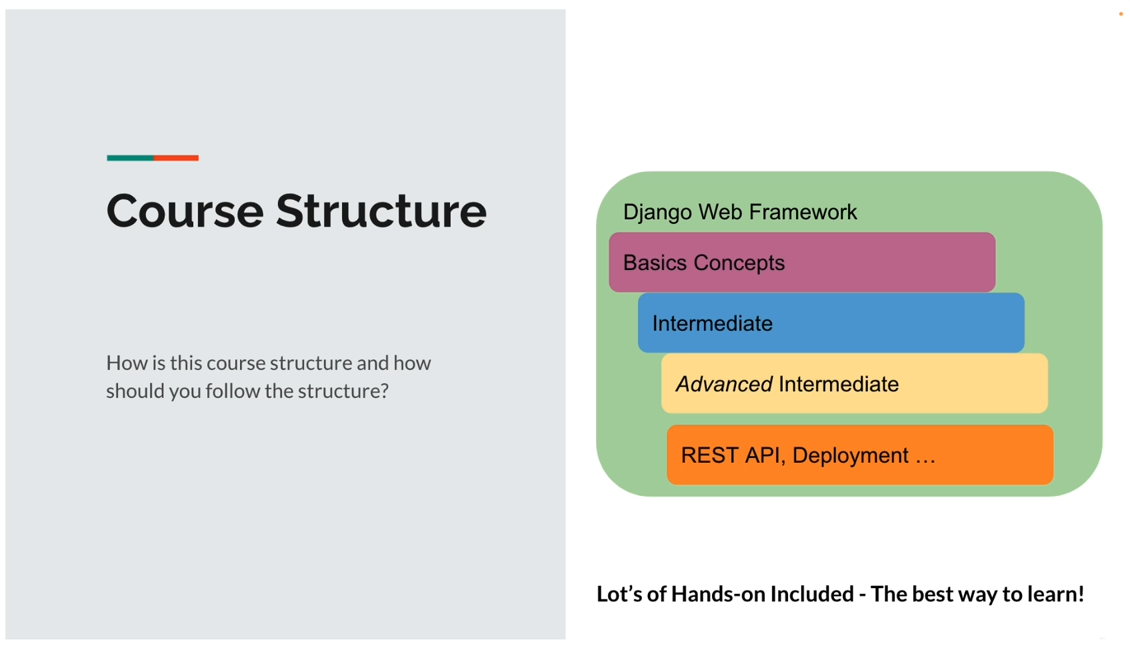 Course Structure
How is this course structure and how
should you follow the structure?
Django Web Framework
Basics Concepts
Intermediate
Advanced Intermediate
REST API, Deployment …
Lot’s of Hands-on Included - The best way to learn!